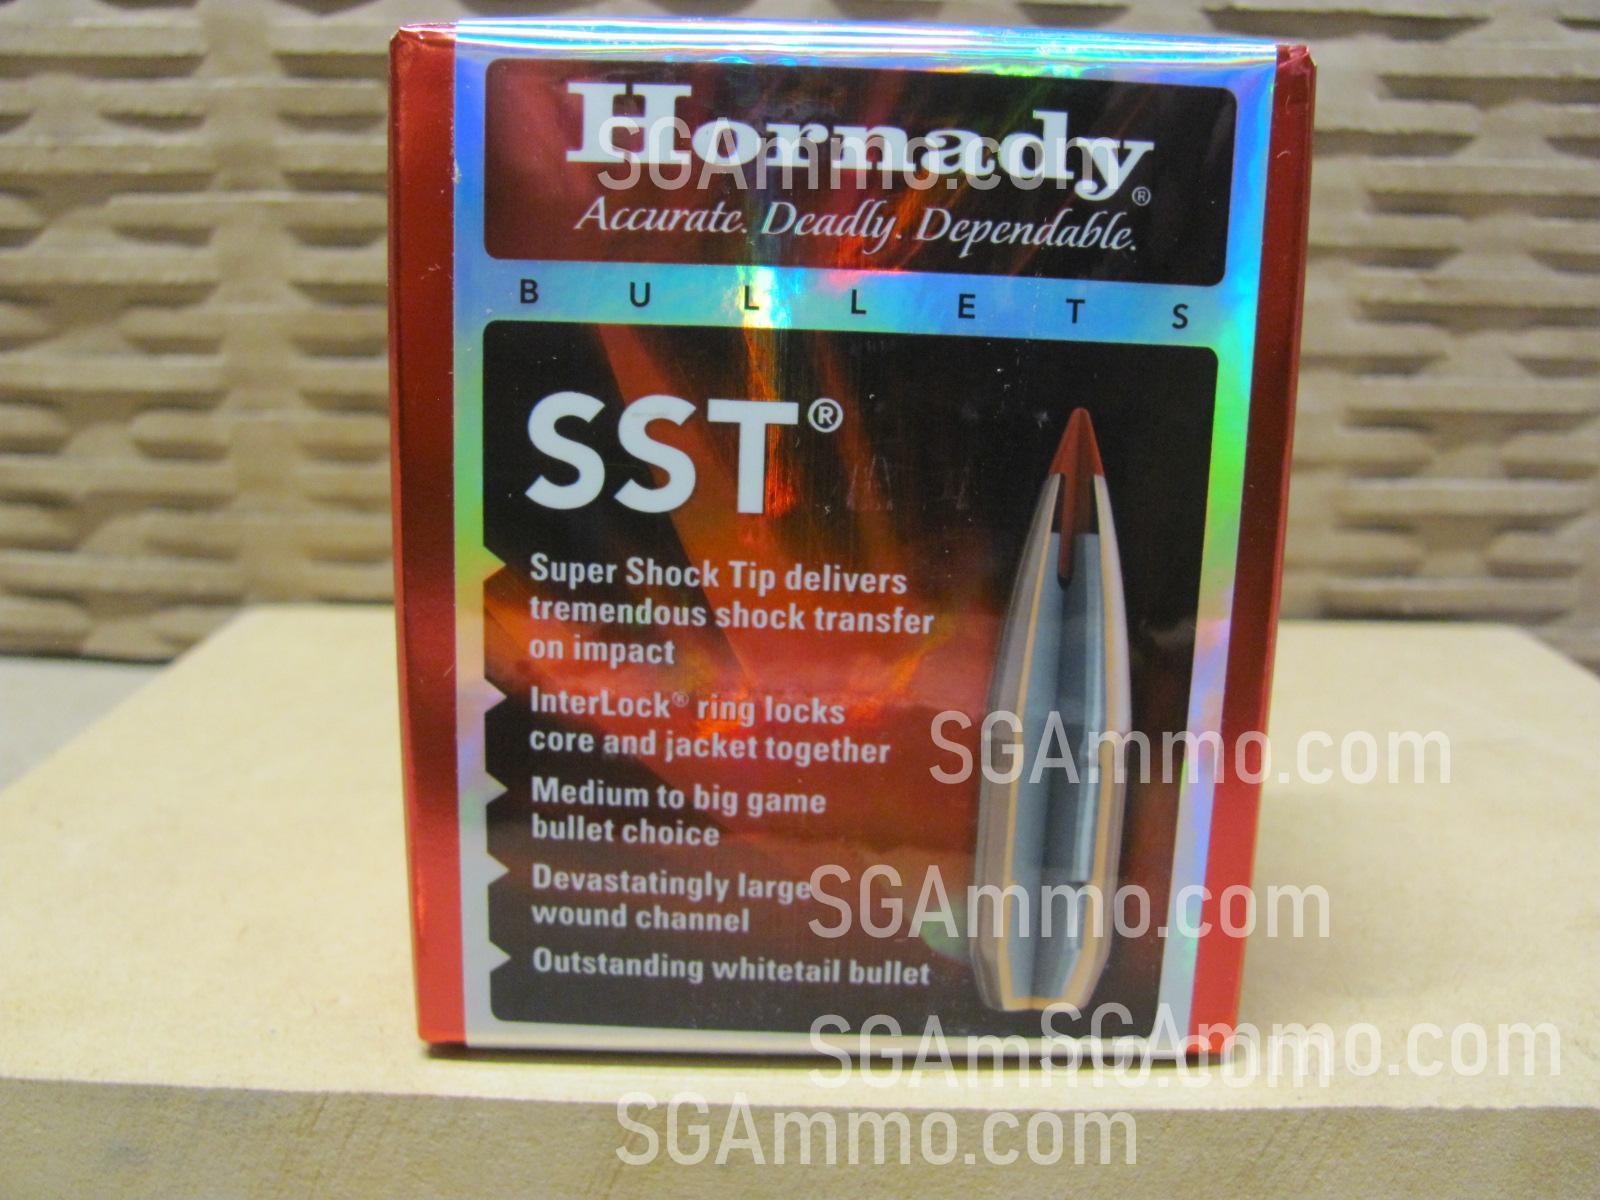 Hornady®
SGAmmo.com
Accurate. Deadly. Dependable.
BULLETS
SST®
Super Shock Tip delivers
tremendous shock transfer
on impact
InterLock® ring locks
core and jacket together
SGAmmo.com
Medium to big game
bullet choice
Devastatingly large
wound channel
SGAmmo.com
Outstanding whitetail bullet
SGAmmo.com
SGAmmo.com
SGAmmo.com